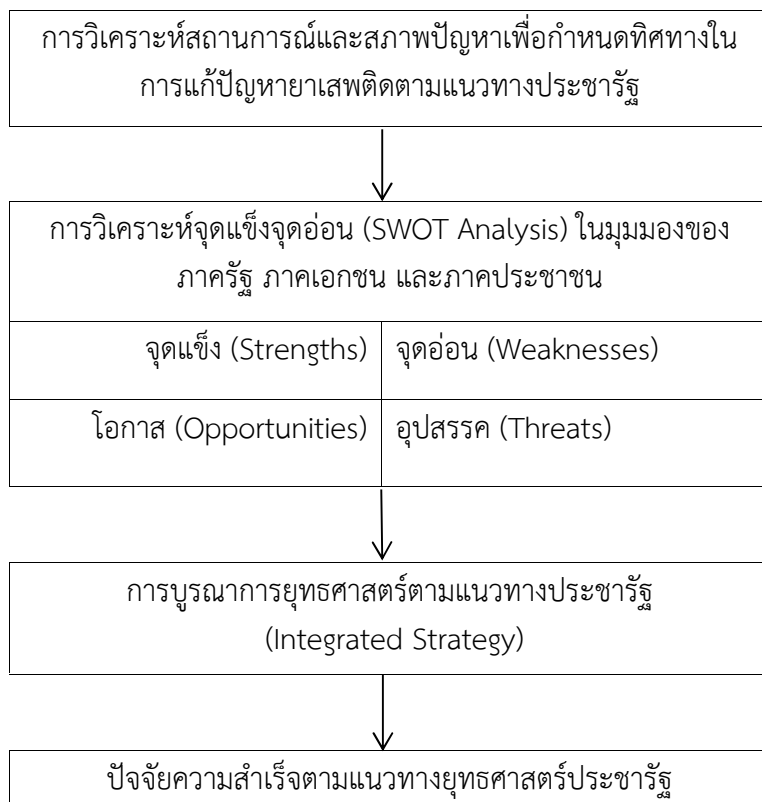 การวิเคราะห์สถานการณ์และสภาพปัญหาเพื่อกำหนดทิศทางใน
การแก้ปัญหายาเสพติดตามแนวทางประชารัฐ
การวิเคราะห์จุดแข็งจุดอ่อน (SWOT Analysis) ในมุมมองของ
ภาครัฐ ภาคเอกชน และภาคประชาชน
จุดแข็ง (Strengths) จุดอ่อน (Weaknesses)
โอกาส (Opportunities) อุปสรรค (Threats)
การบูรณาการยุทธศาสตร์ตามแนวทางประชารัฐ
(Integrated Strategy)
ปัจจัยความสำเร็จตามแนวทางยุทธศาสตร์ประชารัฐ